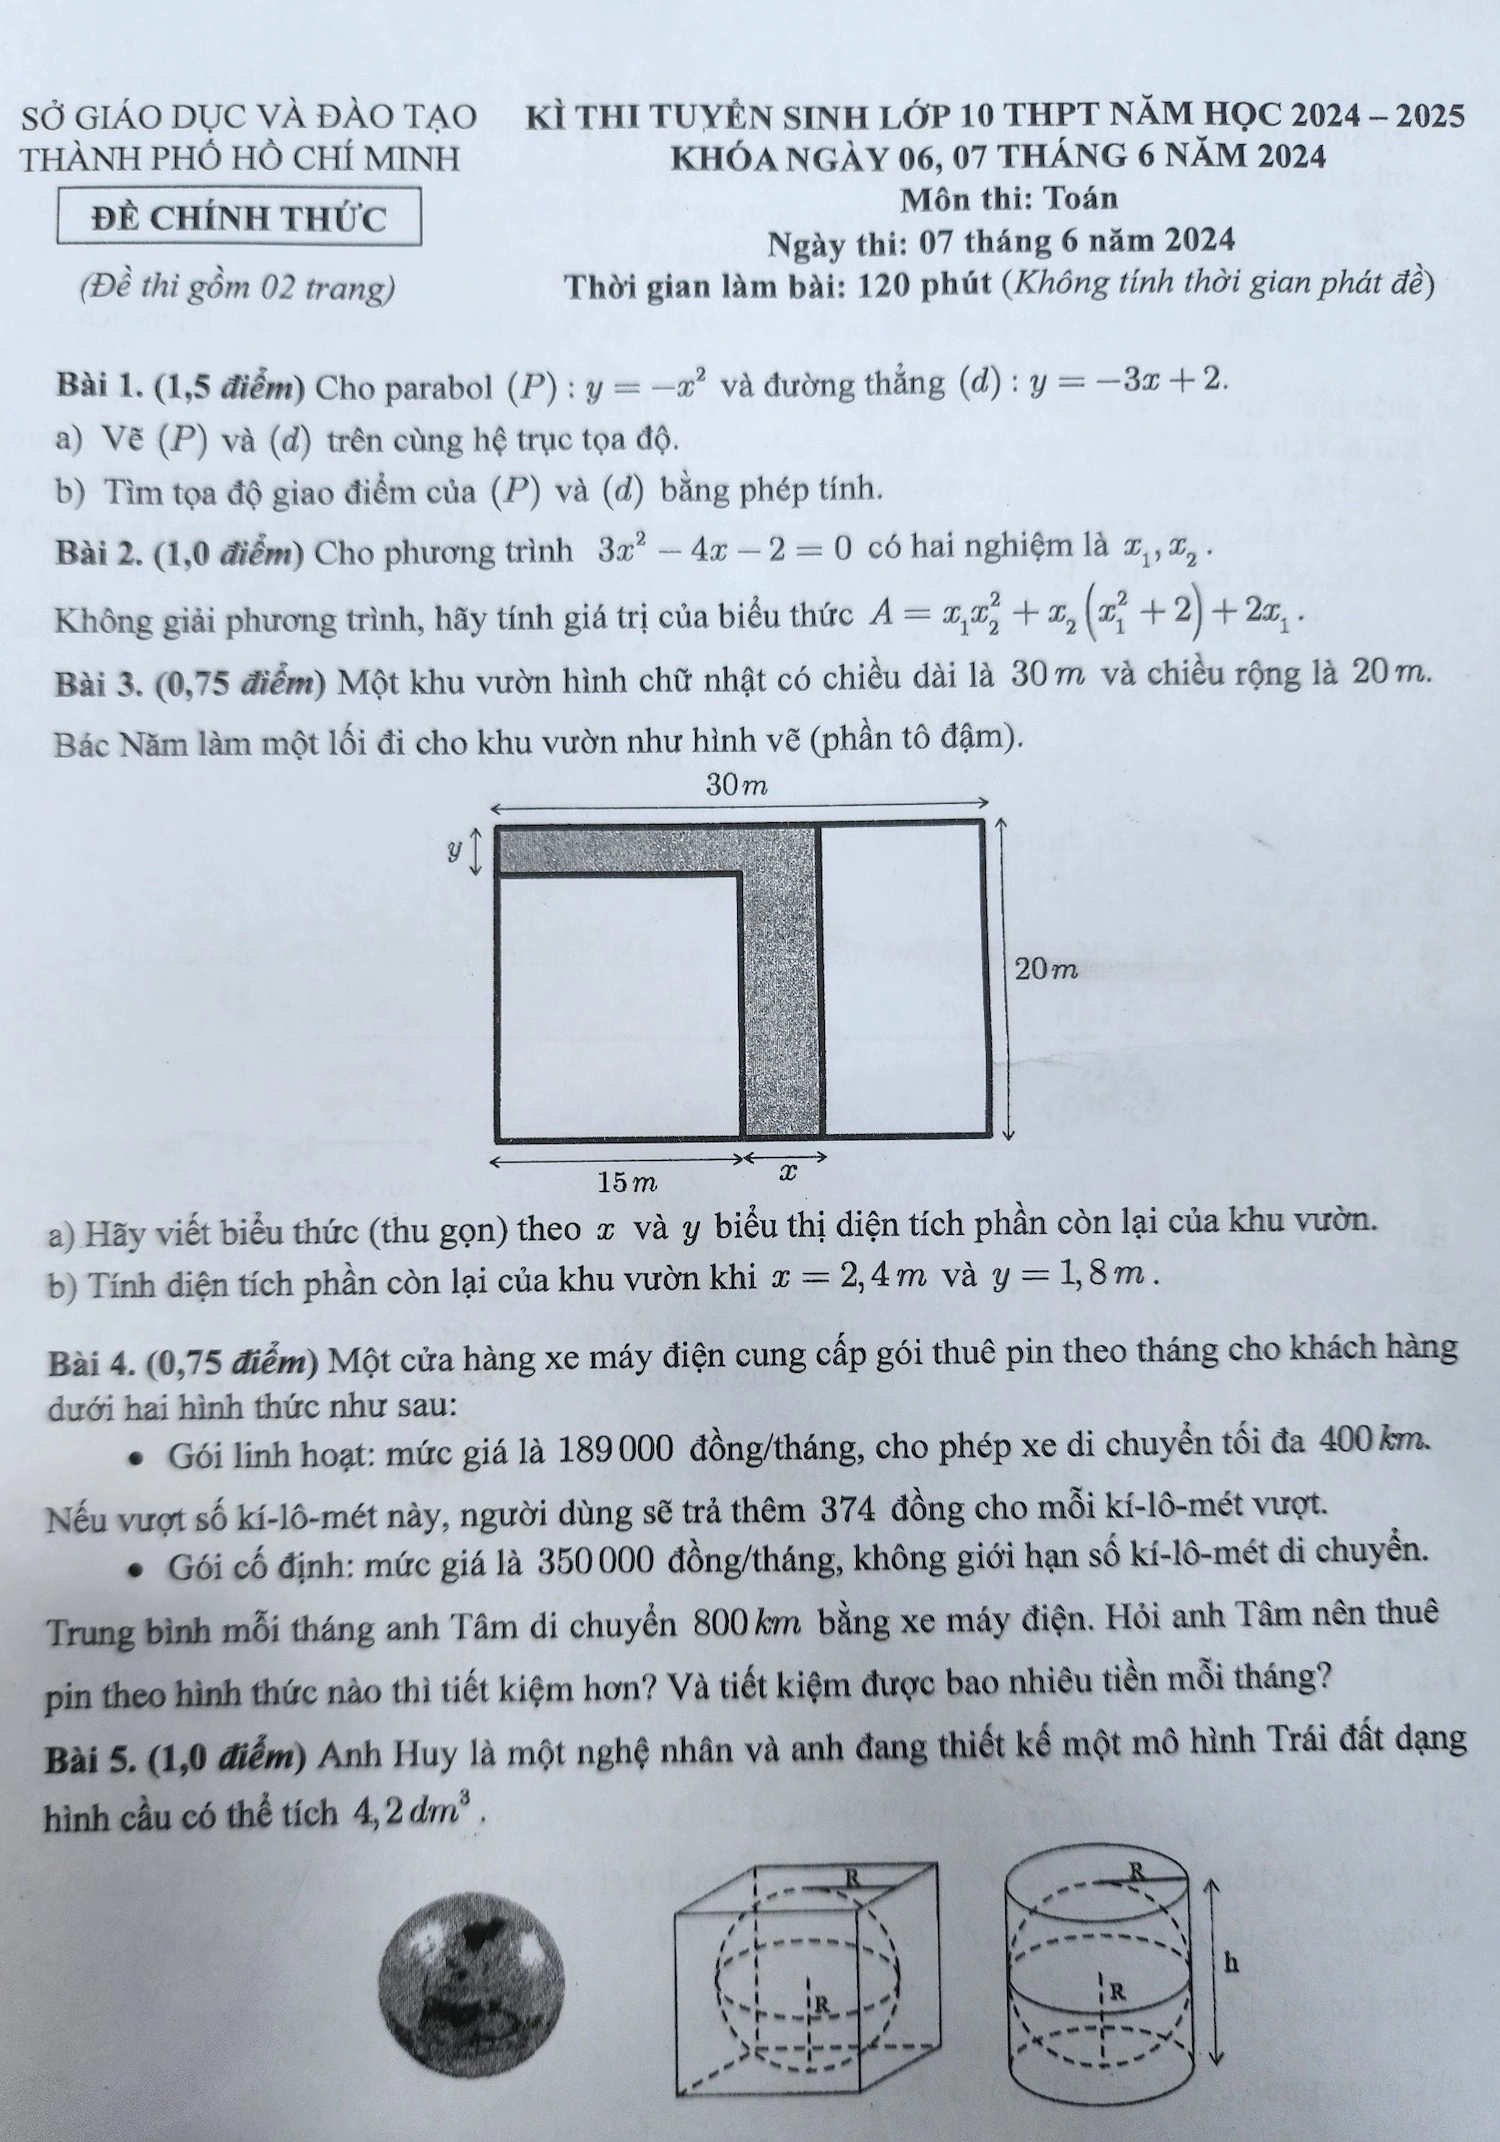 SỞ GIÁO DỤC VÀ ĐÀO TẠO
THÀNH PHỐ HỒ CHÍ MINH
ĐỀ CHÍNH THỨC
(Đề thi gồm 02 trang)
KÌ THI TUYỂN SINH LỚP 10 THPT NĂM HỌC 2024 – 2025
KHÓA NGÀY 06, 07 THÁNG 6 NĂM 2024
Môn thi: Toán
Ngày thi: 07 tháng 6 năm 2024
Thời gian làm bài: 120 phút (Không tính thời gian phát đề)
Bài 1. (1,5 điểm) Cho parabol (P) : y = −x² và đường thẳng (d) : y = −3x + 2.
a) Vẽ (P) và (d) trên cùng hệ trục tọa độ.
b) Tìm tọa độ giao điểm của (P) và (d) bằng phép tính.
Bài 2. (1,0 điểm) Cho phương trình 3x² − 4x − 2 = 0 có hai nghiệm là x₁, x₂.
Không giải phương trình, hãy tính giá trị của biểu thức A = x₁x₂² + x₂(x₁² + 2) + 2x₁.
Bài 3. (0,75 điểm) Một khu vườn hình chữ nhật có chiều dài là 30 m và chiều rộng là 20 m.
Bác Năm làm một lối đi cho khu vườn như hình vẽ (phần tô đậm).
30 m
y
20 m
15 m
x
a) Hãy viết biểu thức (thu gọn) theo x và y biểu thị diện tích phần còn lại của khu vườn.
b) Tính diện tích phần còn lại của khu vườn khi x = 2,4 m và y = 1,8 m.
Bài 4. (0,75 điểm) Một cửa hàng xe máy điện cung cấp gói thuê pin theo tháng cho khách hàng
dưới hai hình thức như sau:
• Gói linh hoạt: mức giá là 189 000 đồng/tháng, cho phép xe di chuyển tối đa 400 km.
Nếu vượt số kí-lô-mét này, người dùng sẽ trả thêm 374 đồng cho mỗi kí-lô-mét vượt.
• Gói cố định: mức giá là 350 000 đồng/tháng, không giới hạn số kí-lô-mét di chuyển.
Trung bình mỗi tháng anh Tâm di chuyển 800 km bằng xe máy điện. Hỏi anh Tâm nên thuê
pin theo hình thức nào thì tiết kiệm hơn? Và tiết kiệm được bao nhiêu tiền mỗi tháng?
Bài 5. (1,0 điểm) Anh Huy là một nghệ nhân và anh đang thiết kế một mô hình Trái đất dạng
hình cầu có thể tích 4,2 dm³.
R
R
R
R
h